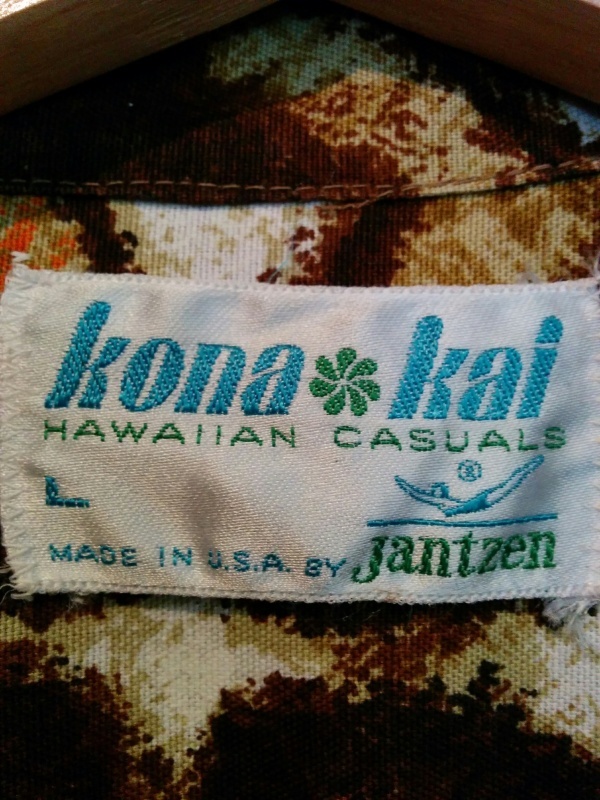 kona kai
HAWAIIAN CASUALS
®
L
MADE IN U.S.A. BY jantzen